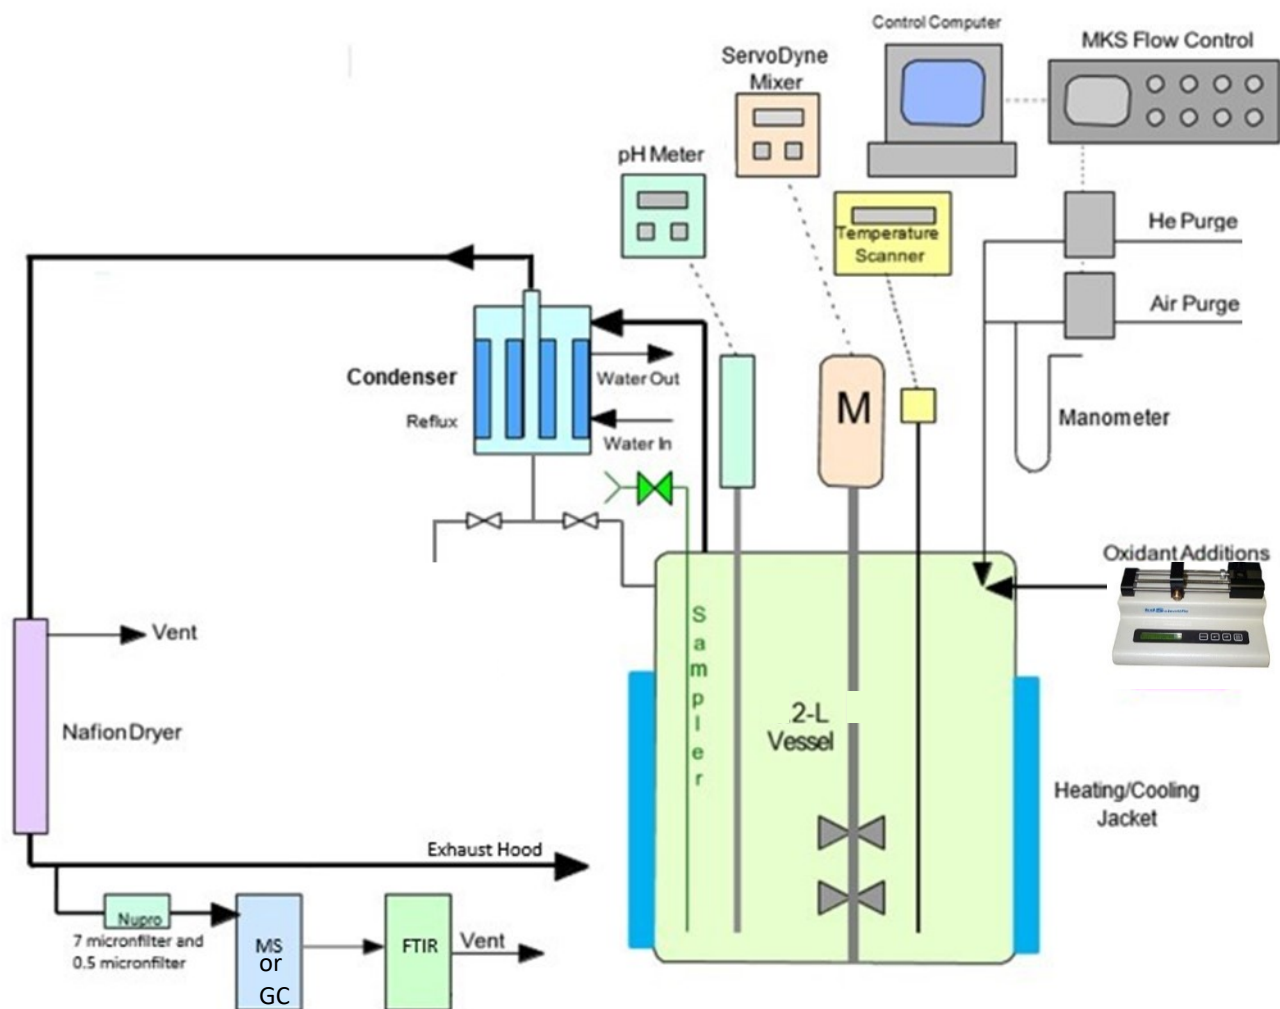 Control Computer
MKS Flow Control
ServoDyne
Mixer
pH Meter
Temperature
Scanner
He Purge
Air Purge
Condenser
Reflux
Water Out
Water In
M
Manometer
Oxidant Additions
Sampler
Vent
Nafion Dryer
2-L
Vessel
Heating/Cooling
Jacket
Exhaust Hood
Nupro
7 micronfilter and
0.5 micronfilter
MS
or
GC
FTIR
Vent